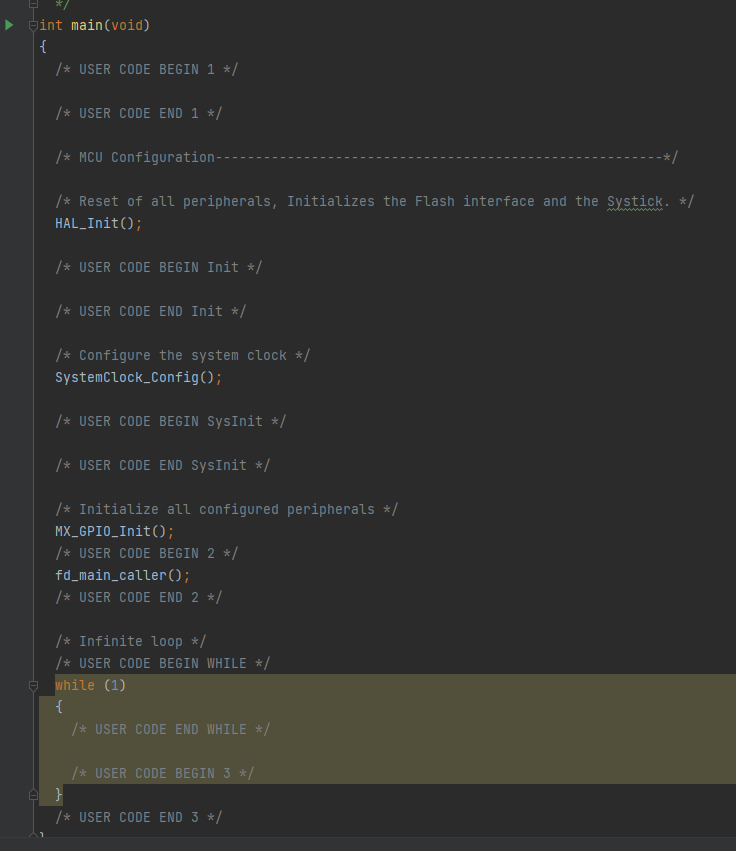 */
int main(void)
{
/* USER CODE BEGIN 1 */
/* USER CODE END 1 */
/* MCU Configuration--------------------------------------------------------*/
/* Reset of all peripherals, Initializes the Flash interface and the Systick. */
HAL_Init();
/* USER CODE BEGIN Init */
/* USER CODE END Init */
/* Configure the system clock */
SystemClock_Config();
/* USER CODE BEGIN SysInit */
/* USER CODE END SysInit */
/* Initialize all configured peripherals */
MX_GPIO_Init();
/* USER CODE BEGIN 2 */
fd_main_caller();
/* USER CODE END 2 */
/* Infinite loop */
/* USER CODE BEGIN WHILE */
while (1)
{
/* USER CODE END WHILE */
/* USER CODE BEGIN 3 */
}
/* USER CODE END 3 */
}